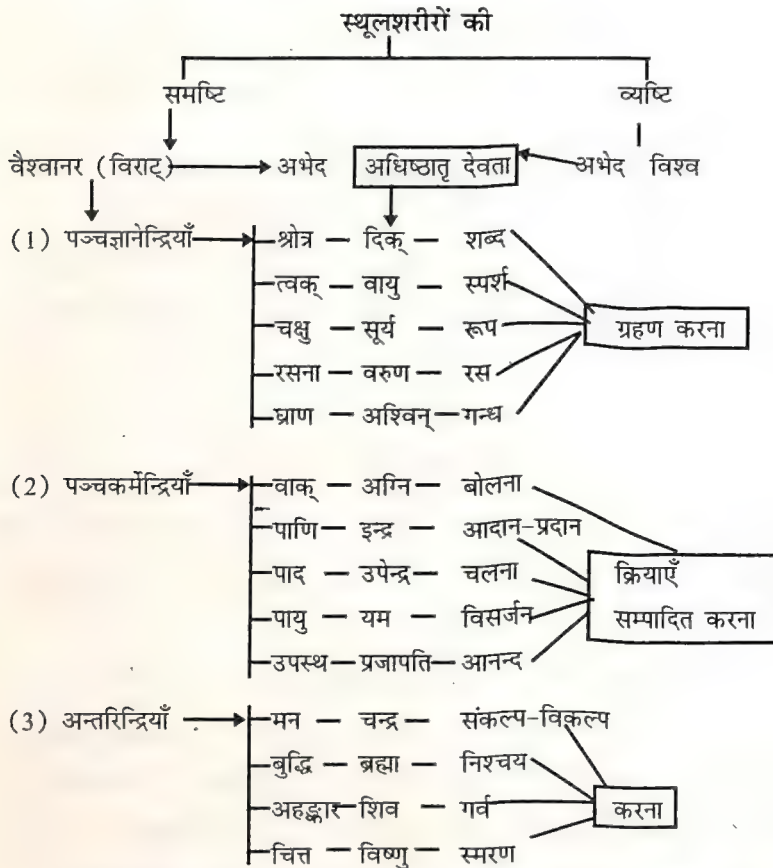 स्थूलशरीरों की
समष्टि व्यष्टि
वैश्वानर (विराट्) अभेद अधिष्ठातृ देवता अभेद विश्व
(1) पञ्चज्ञानेन्द्रियाँ श्रोत्र — दिक् — शब्द
त्वक् — वायु — स्पर्श
चक्षु — सूर्य — रूप ग्रहण करना
रसना — वरुण — रस
घ्राण — अश्विन् — गन्ध
(2) पञ्चकर्मेन्द्रियाँ वाक् — अग्नि — बोलना
पाणि — इन्द्र — आदान-प्रदान
पाद — उपेन्द्र — चलना क्रियाएँ
पायु — यम — विसर्जन सम्पादित करना
उपस्थ — प्रजापति — आनन्द
(3) अन्तरिन्द्रियाँ मन — चन्द्र — संकल्प-विकल्प
बुद्धि — ब्रह्मा — निश्चय
अहङ्कार शिव — गर्व करना
चित्त — विष्णु — स्मरण